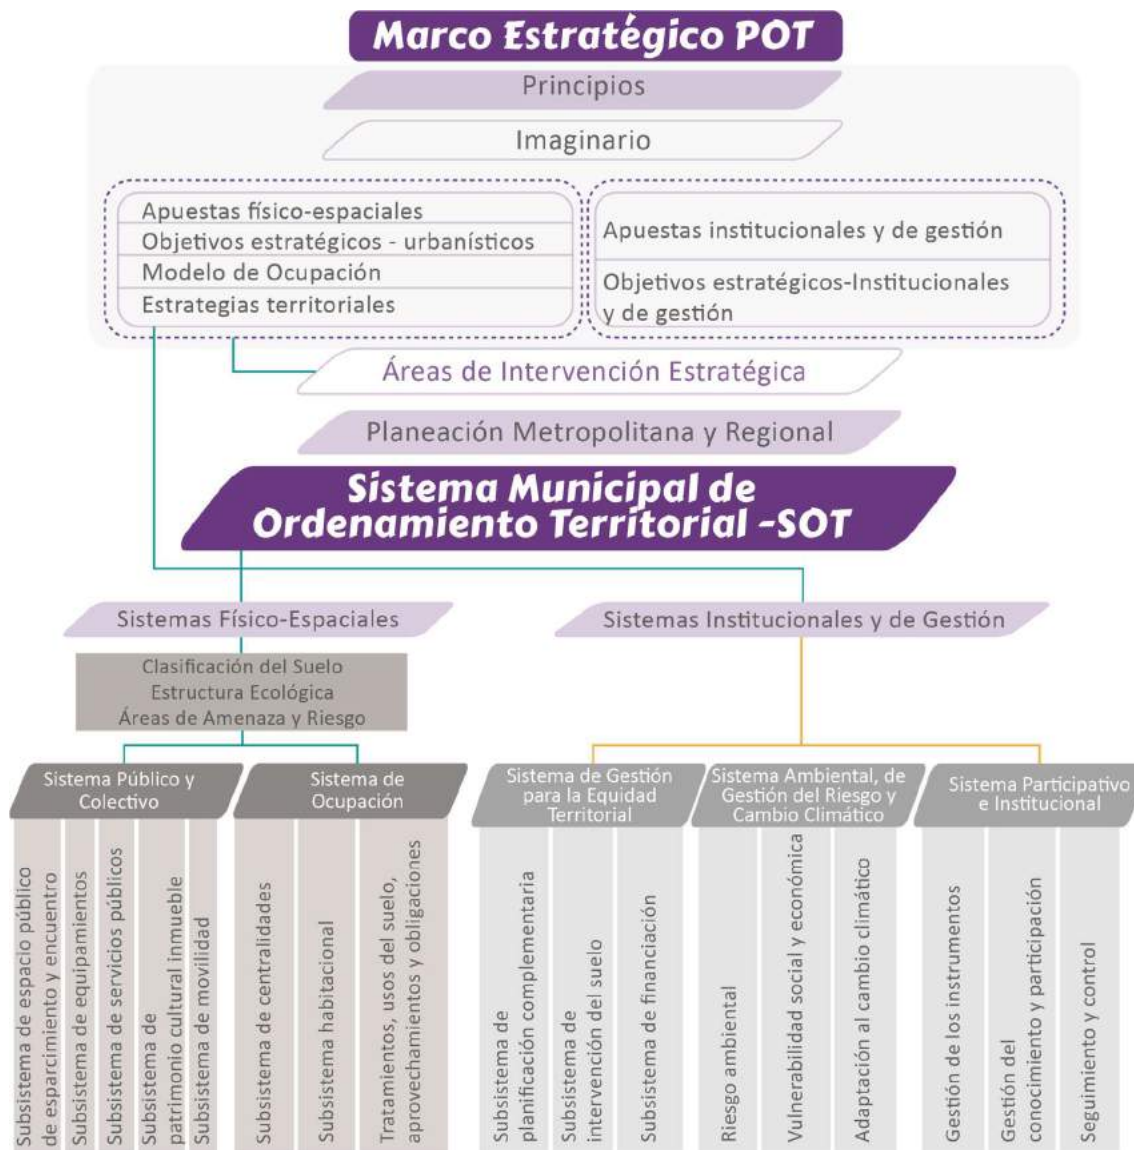 Marco Estratégico POT
Principios
Imaginario
Apuestas físico-espaciales
Objetivos estratégicos - urbanísticos
Modelo de Ocupación
Estrategias territoriales
Apuestas institucionales y de gestión
Objetivos estratégicos-Institucionales
y de gestión
Áreas de Intervención Estratégica
Planeación Metropolitana y Regional
Sistema Municipal de
Ordenamiento Territorial -SOT
Sistemas Físico-Espaciales
Clasificación del Suelo
Estructura Ecológica
Áreas de Amenaza y Riesgo
Sistema Público y
Colectivo
Subsistema de espacio público
de esparcimiento y encuentro
Subsistema de equipamientos
Subsistema de servicios públicos
Subsistema de
patrimonio cultural inmueble
Subsistema de movilidad
Sistema de
Ocupación
Subsistema de centralidades
Subsistema habitacional
Tratamientos, usos del suelo,
aprovechamientos y obligaciones
Sistemas Institucionales y de Gestión
Sistema de Gestión
para la Equidad
Territorial
Subsistema de
planificación complementaria
Subsistema de
intervención del suelo
Subsistema de financiación
Sistema Ambiental, de
Gestión del Riesgo y
Cambio Climático
Riesgo ambiental
Vulnerabilidad social y económica
Adaptación al cambio climático
Sistema Participativo
e Institucional
Gestión de los instrumentos
Gestión del
conocimiento y participación
Seguimiento y control